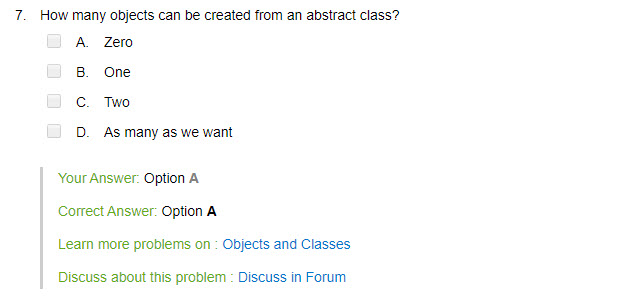 7. How many objects can be created from an abstract class?
A. Zero
B. One
C. Two
D. As many as we want
Your Answer: Option A
Correct Answer: Option A
Learn more problems on : Objects and Classes
Discuss about this problem : Discuss in Forum